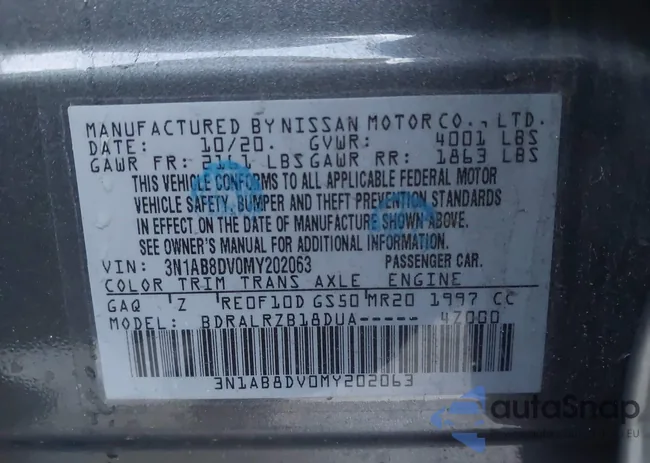 MANUFACTURED BY NISSAN MOTOR CO., LTD.
DATE: 10/20. GVWR: 4001 LBS
GAWR FR: LBS GAWR RR: 1863 LBS
THIS VEHICLE CONFORMS TO ALL APPLICABLE FEDERAL MOTOR
VEHICLE SAFETY, BUMPER AND THEFT PREVENTION STANDARDS
IN EFFECT ON THE DATE OF MANUFACTURE SHOWN ABOVE.
SEE OWNER'S MANUAL FOR ADDITIONAL INFORMATION.
VIN: 3N1AB8DV0MY202063 PASSENGER CAR.
COLOR TRIM TRANS AXLE ENGINE
GAQ Z RE0F10D GS50 MR20 1997 CC
MODEL: BDRALRZB18DUA----- 47000
3N1AB8DV0MY202063
autoSnap